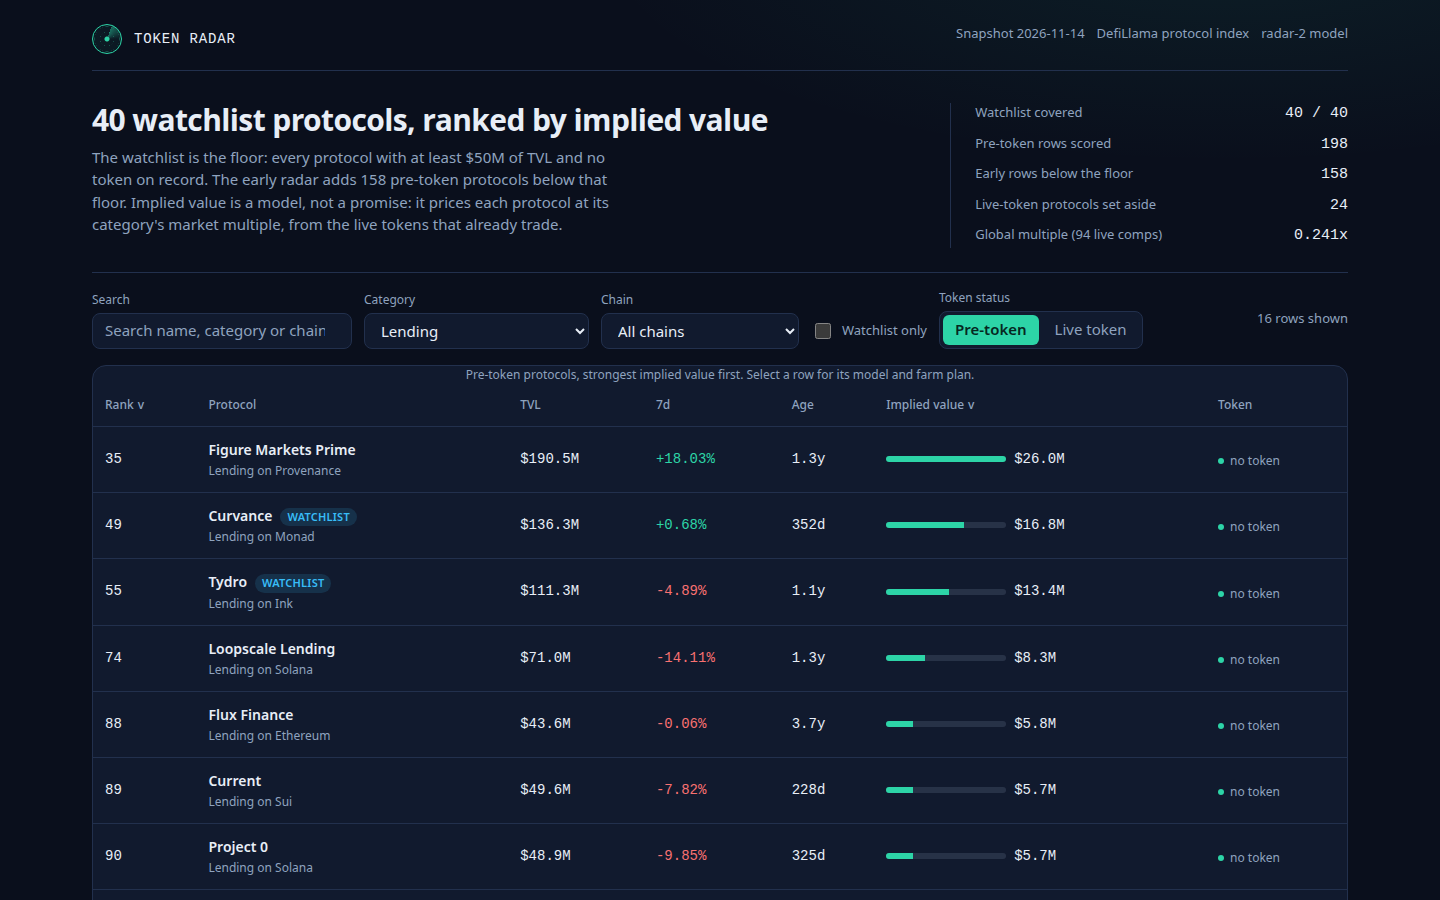 TOKEN RADAR
Snapshot 2026-11-14 DefiLlama protocol index radar-2 model
40 watchlist protocols, ranked by implied value
The watchlist is the floor: every protocol with at least $50M of TVL and no
token on record. The early radar adds 158 pre-token protocols below that
floor. Implied value is a model, not a promise: it prices each protocol at its
category's market multiple, from the live tokens that already trade.
Watchlist covered 40 / 40
Pre-token rows scored 198
Early rows below the floor 158
Live-token protocols set aside 24
Global multiple (94 live comps) 0.241x
Search Category Chain Token status
Search name, category or chain Lending All chains Watchlist only Pre-token Live token 16 rows shown
Pre-token protocols, strongest implied value first. Select a row for its model and farm plan.
Rank v Protocol TVL 7d Age Implied value v Token
35 Figure Markets Prime $190.5M +18.03% 1.3y $26.0M no token
Lending on Provenance
49 Curvance WATCHLIST $136.3M +0.68% 352d $16.8M no token
Lending on Monad
55 Tydro WATCHLIST $111.3M -4.89% 1.1y $13.4M no token
Lending on Ink
74 Loopscale Lending $71.0M -14.11% 1.3y $8.3M no token
Lending on Solana
88 Flux Finance $43.6M -0.06% 3.7y $5.8M no token
Lending on Ethereum
89 Current $49.6M -7.82% 228d $5.7M no token
Lending on Sui
90 Project 0 $48.9M -9.85% 325d $5.7M no token
Lending on Solana